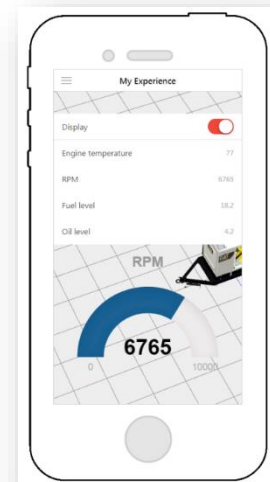 My Experience
Display
Engine temperature 77
RPM 6765
Fuel level 18.2
Oil level 4.2
RPM
6765
0 10000